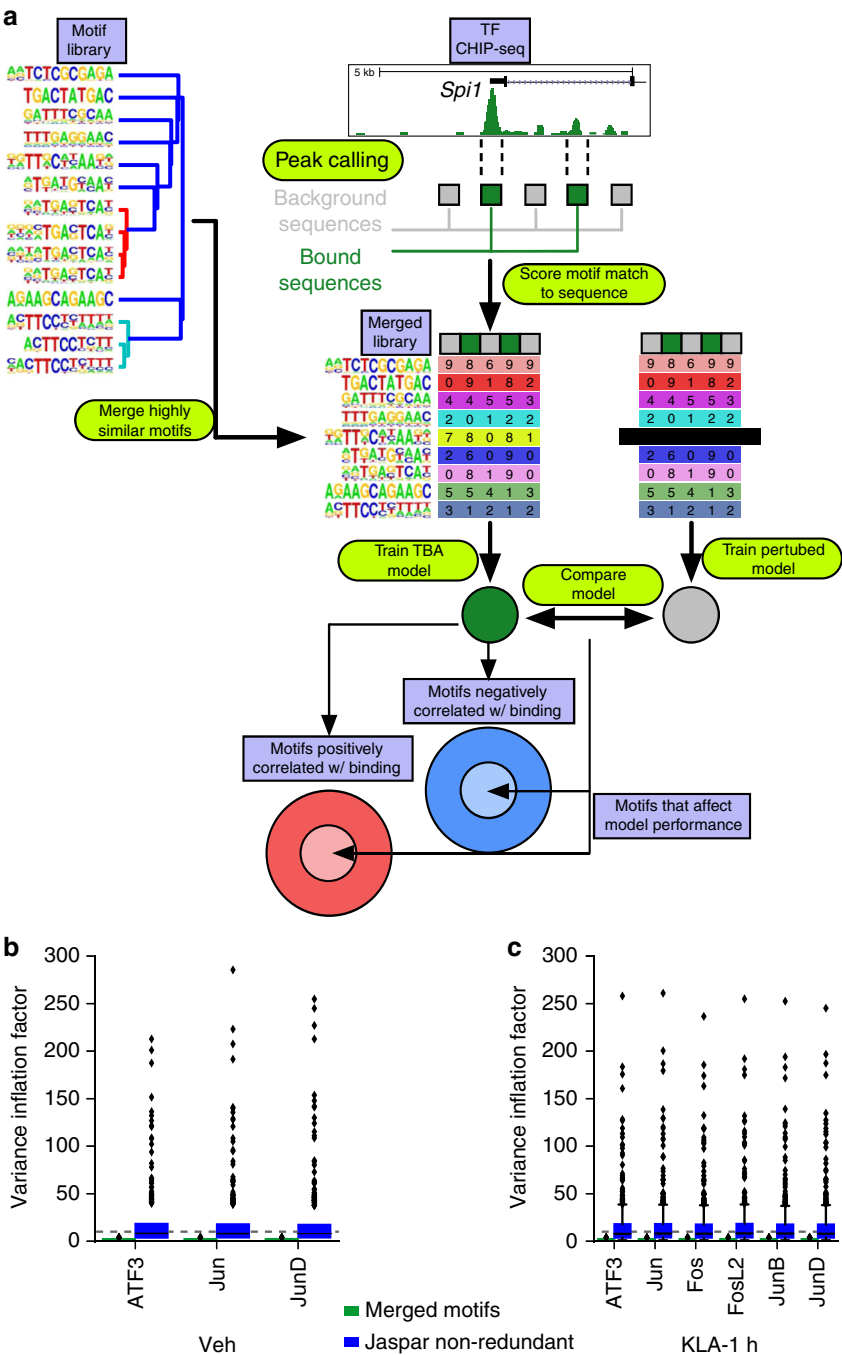 a
Motif
library
TF
CHIP-seq
5 kb
Spi1
AATCTCGCGAGA
TGACTATGAC
GATTTCGCAA
TTTGAGGAAC
Peak calling
Background
sequences
Bound
sequences
AGAAGCAGAAGC
Score motif match
to sequence
Merged
library
Merge highly
similar motifs
AATCTCGCGAGA
TGACTATGAC
GATTTCGCAA
TTTGAGGAAC
AGAAGCAGAAGC
9 8 6 9 9
0 9 1 8 2
4 4 5 5 3
2 0 1 2 2
7 8 0 8 1
2 6 0 9 0
0 8 1 9 0
5 5 4 1 3
3 1 2 1 2
9 8 6 9 9
0 9 1 8 2
4 4 5 5 3
2 0 1 2 2
2 6 0 9 0
0 8 1 9 0
5 5 4 1 3
3 1 2 1 2
Train TBA
model
Compare
model
Train pertubed
model
Motifs negatively
correlated w/ binding
Motifs positively
correlated w/ binding
Motifs that affect
model performance
b
Variance inflation factor
300
250
200
150
100
50
0
ATF3
Jun
JunD
Veh
Merged motifs
Jaspar non-redundant
c
Variance inflation factor
300
250
200
150
100
50
0
ATF3
Jun
Fos
FosL2
JunB
JunD
KLA-1 h